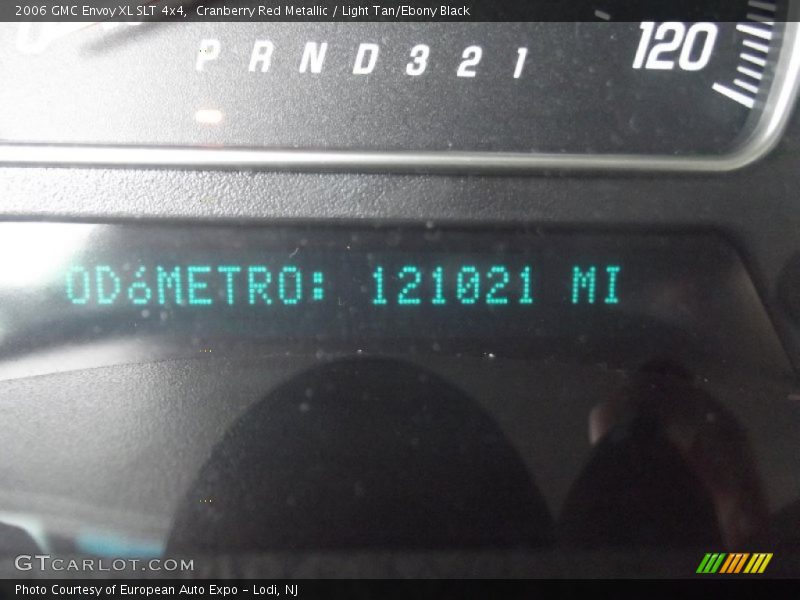 2006 GMC Envoy XL SLT 4x4, Cranberry Red Metallic / Light Tan/Ebony Black
P R N D 3 2 1
120
ODóMETRO: 121021 MI
GTCARLOT.COM
Photo Courtesy of European Auto Expo - Lodi, NJ